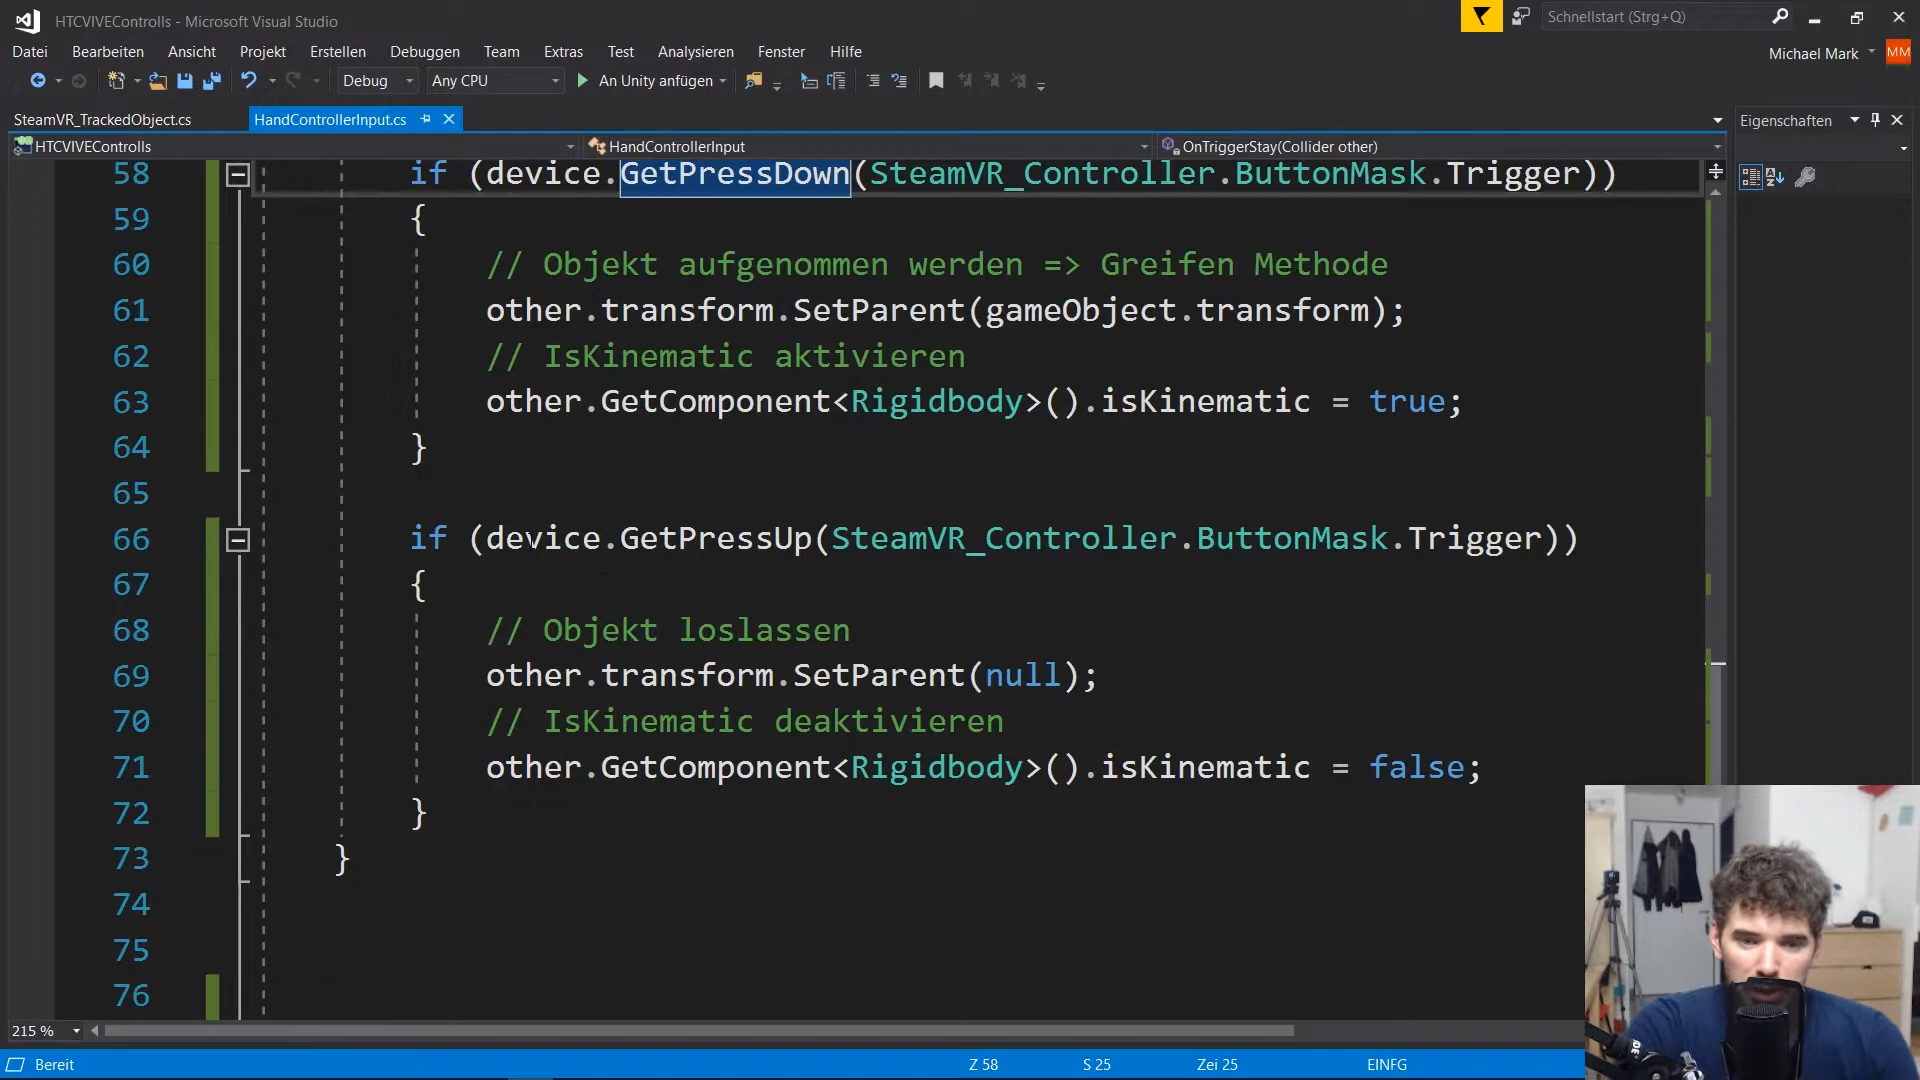 HTCVIVEControlls - Microsoft Visual Studio
Schnellstart (Strg+Q)
Datei Bearbeiten Ansicht Projekt Erstellen Debuggen Team Extras Test Analysieren Fenster Hilfe
Michael Mark MM
Debug Any CPU An Unity anfügen
SteamVR_TrackedObject.cs HandControllerInput.cs
Eigenschaften
HTCVIVEControlls HandControllerInput OnTriggerStay(Collider other)
58 if (device.GetPressDown(SteamVR_Controller.ButtonMask.Trigger))
59 {
60 // Objekt aufgenommen werden => Greifen Methode
61 other.transform.SetParent(gameObject.transform);
62 // IsKinematic aktivieren
63 other.GetComponent<Rigidbody>().isKinematic = true;
64 }
65
66 if (device.GetPressUp(SteamVR_Controller.ButtonMask.Trigger))
67 {
68 // Objekt loslassen
69 other.transform.SetParent(null);
70 // IsKinematic deaktivieren
71 other.GetComponent<Rigidbody>().isKinematic = false;
72 }
73 }
74
75
76
215 %
Bereit Z 58 S 25 Zei 25 EINFG